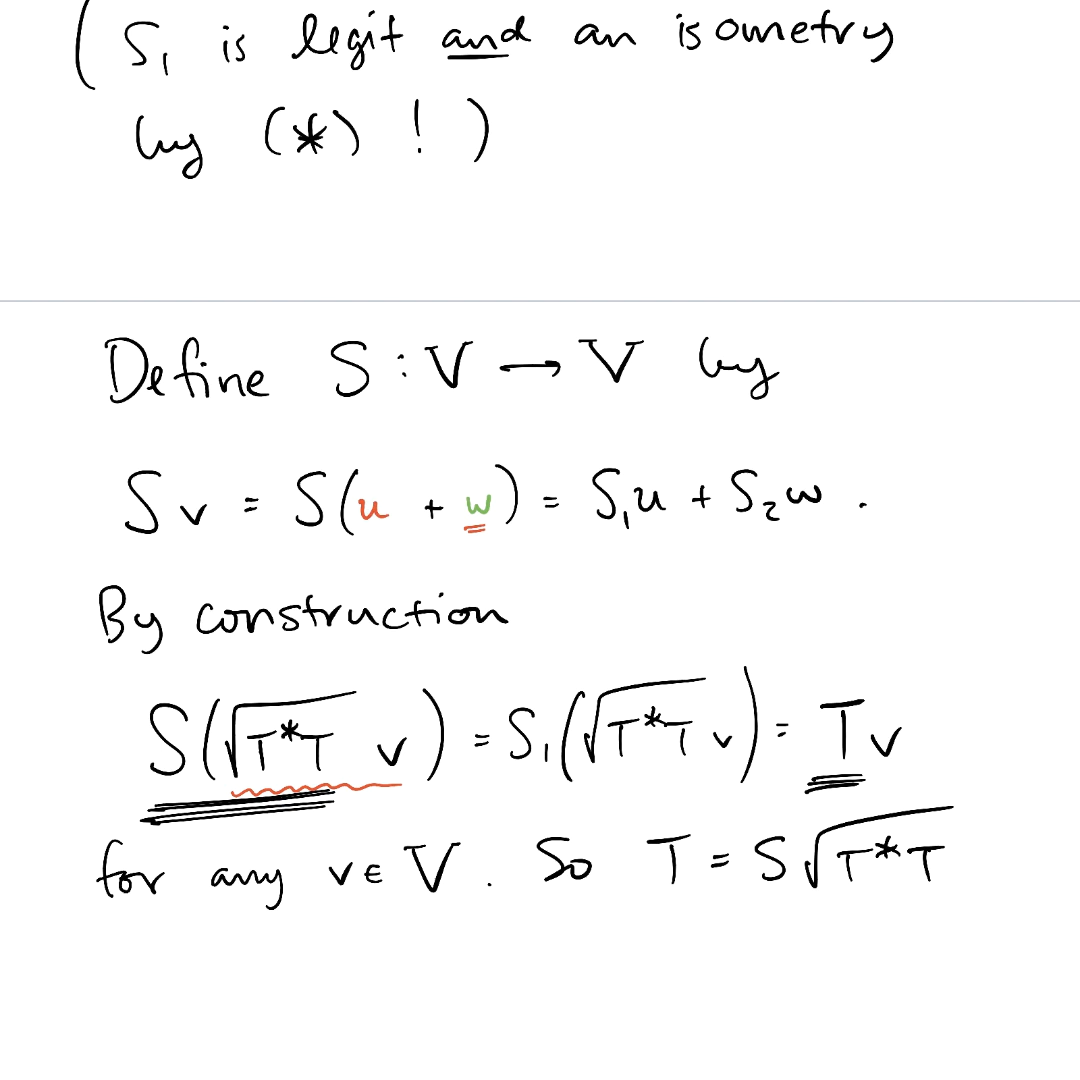 ( S₁ is legit and an isometry
by (*) ! )
Define S : V → V by
Sv = S(u + w) = S₁u + S₂w .
By construction
S(√T*T v) = S₁(√T*T v) = Tv
for any v ∈ V . So T = S√T*T